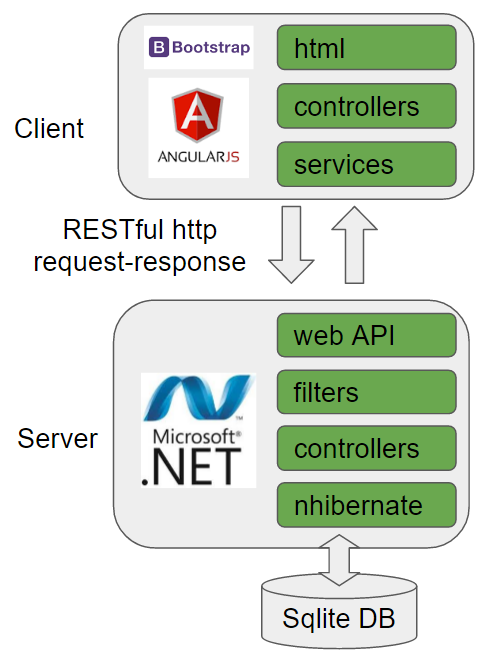 B Bootstrap
html
A
ANGULARJS
controllers
services
Client
RESTful http
request-response
web API
filters
Microsoft®
.NET
TM
controllers
nhibernate
Server
Sqlite DB